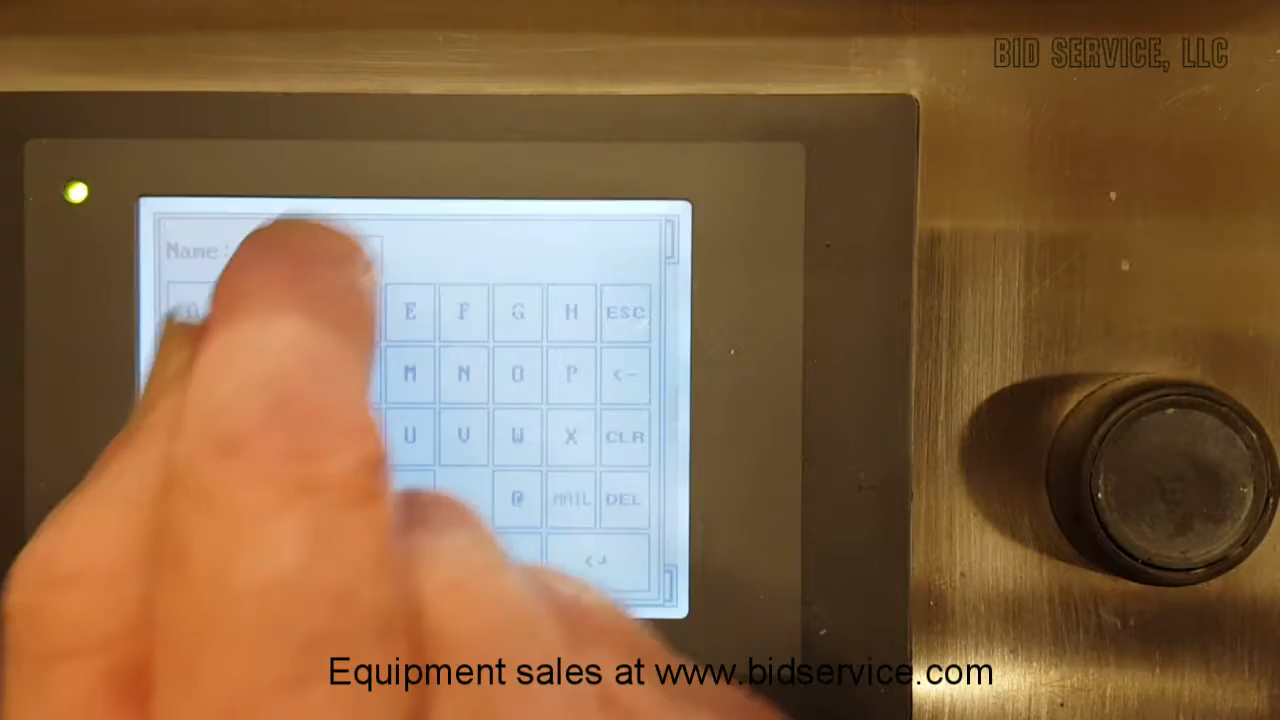 BID SERVICE, LLC
Name:
E F G H ESC
M N O P <-
U V W X CLR
@ MAIL DEL
Equipment sales at www.bidservice.com